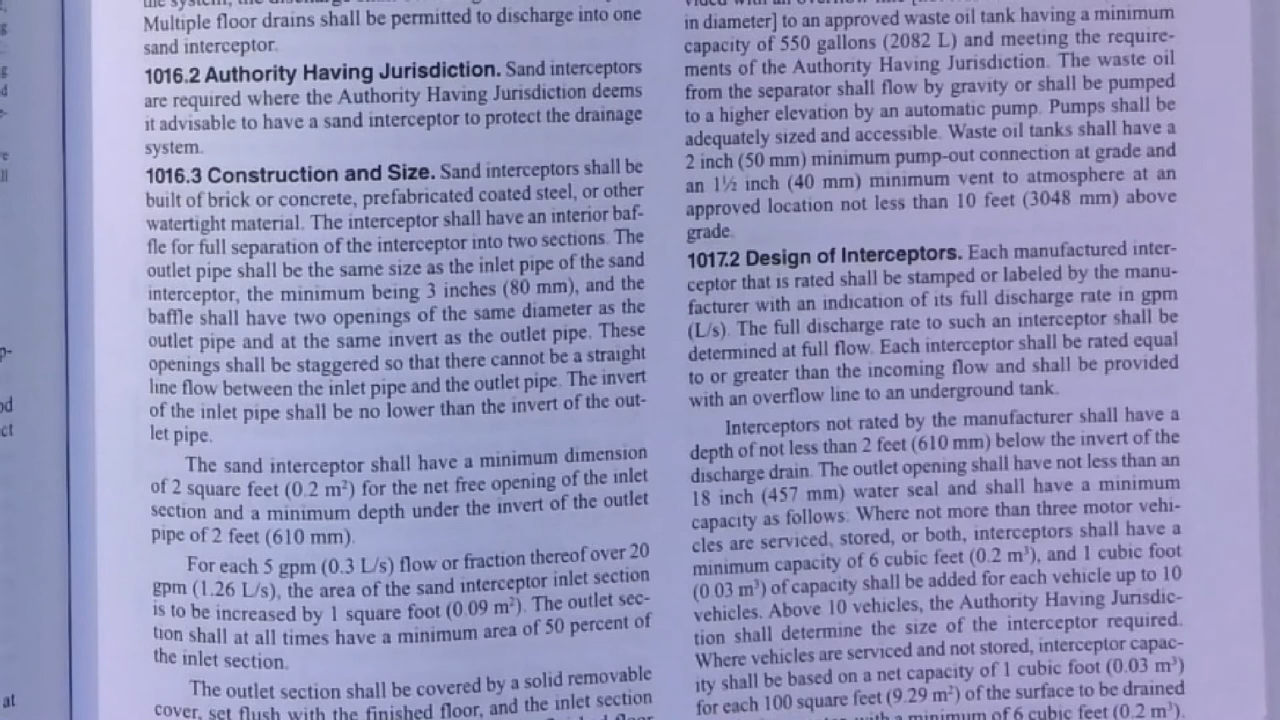 Multiple floor drains shall be permitted to discharge into one
sand interceptor.
1016.2 Authority Having Jurisdiction. Sand interceptors
are required where the Authority Having Jurisdiction deems
it advisable to have a sand interceptor to protect the drainage
system.
1016.3 Construction and Size. Sand interceptors shall be
built of brick or concrete, prefabricated coated steel, or other
watertight material. The interceptor shall have an interior baf-
fle for full separation of the interceptor into two sections. The
outlet pipe shall be the same size as the inlet pipe of the sand
interceptor, the minimum being 3 inches (80 mm), and the
baffle shall have two openings of the same diameter as the
outlet pipe and at the same invert as the outlet pipe. These
openings shall be staggered so that there cannot be a straight
line flow between the inlet pipe and the outlet pipe. The invert
of the inlet pipe shall be no lower than the invert of the out-
let pipe.
The sand interceptor shall have a minimum dimension
of 2 square feet (0.2 m²) for the net free opening of the inlet
section and a minimum depth under the invert of the outlet
pipe of 2 feet (610 mm).
For each 5 gpm (0.3 L/s) flow or fraction thereof over 20
gpm (1.26 L/s), the area of the sand interceptor inlet section
is to be increased by 1 square foot (0.09 m²). The outlet sec-
tion shall at all times have a minimum area of 50 percent of
the inlet section.
The outlet section shall be covered by a solid removable
cover, set flush with the finished floor, and the inlet section
in diameter] to an approved waste oil tank having a minimum
capacity of 550 gallons (2082 L) and meeting the require-
ments of the Authority Having Jurisdiction. The waste oil
from the separator shall flow by gravity or shall be pumped
to a higher elevation by an automatic pump. Pumps shall be
adequately sized and accessible. Waste oil tanks shall have a
2 inch (50 mm) minimum pump-out connection at grade and
an 1½ inch (40 mm) minimum vent to atmosphere at an
approved location not less than 10 feet (3048 mm) above
grade.
1017.2 Design of Interceptors. Each manufactured inter-
ceptor that is rated shall be stamped or labeled by the manu-
facturer with an indication of its full discharge rate in gpm
(L/s). The full discharge rate to such an interceptor shall be
determined at full flow. Each interceptor shall be rated equal
to or greater than the incoming flow and shall be provided
with an overflow line to an underground tank.
Interceptors not rated by the manufacturer shall have a
depth of not less than 2 feet (610 mm) below the invert of the
discharge drain. The outlet opening shall have not less than an
18 inch (457 mm) water seal and shall have a minimum
capacity as follows: Where not more than three motor vehi-
cles are serviced, stored, or both, interceptors shall have a
minimum capacity of 6 cubic feet (0.2 m³), and 1 cubic foot
(0.03 m³) of capacity shall be added for each vehicle up to 10
vehicles. Above 10 vehicles, the Authority Having Jurisdic-
tion shall determine the size of the interceptor required.
Where vehicles are serviced and not stored, interceptor capac-
ity shall be based on a net capacity of 1 cubic foot (0.03 m³)
for each 100 square feet (9.29 m²) of the surface to be drained
with a minimum of 6 cubic feet (0.2 m³).